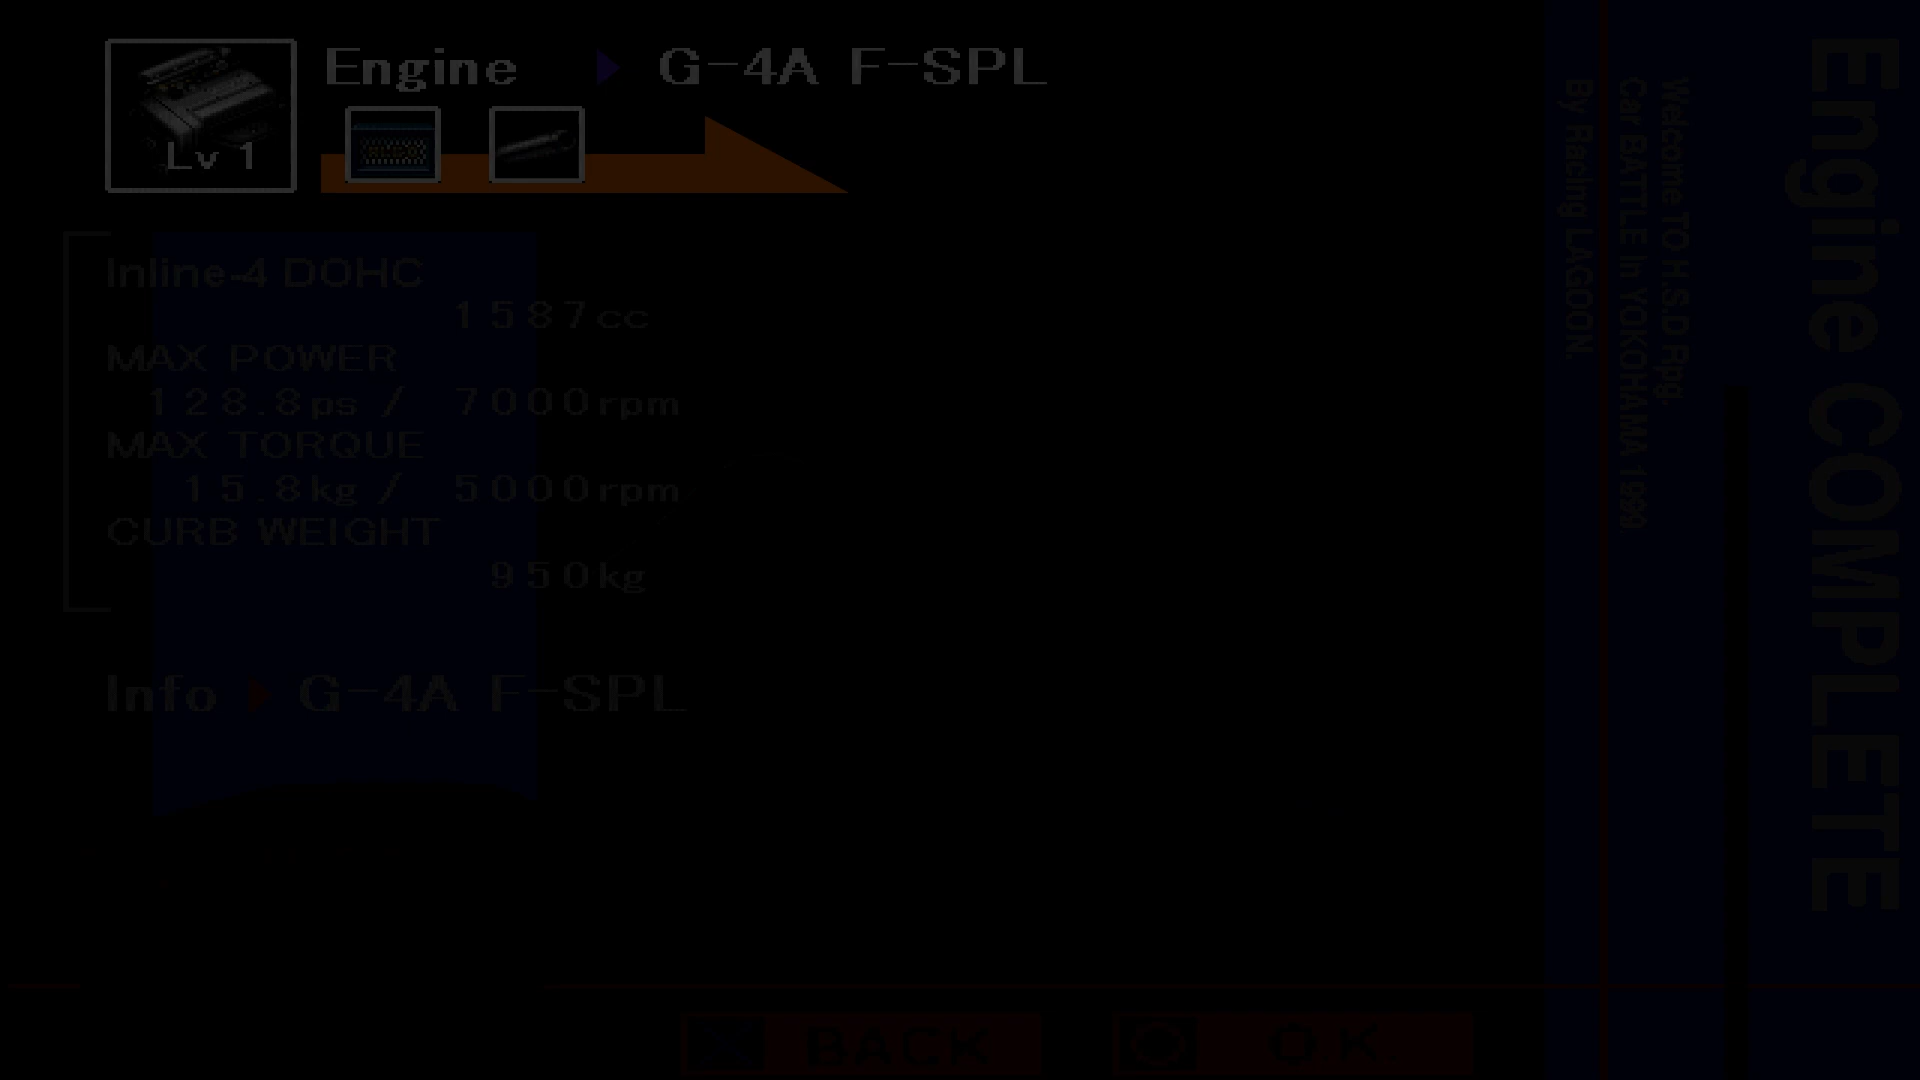 Engine G-4A F-SPL
Lv 1
Inline-4 DOHC
1587cc
MAX POWER
128.8ps / 7000rpm
MAX TORQUE
15.8kg / 5000rpm
CURB WEIGHT
950kg
Info G-4A F-SPL
BACK
OK
Engine COMPLETE
Welcome TO H.S.D Rpg.
Car BATTLE In YOKOHAMA 1999.
By Racing LAGOON.